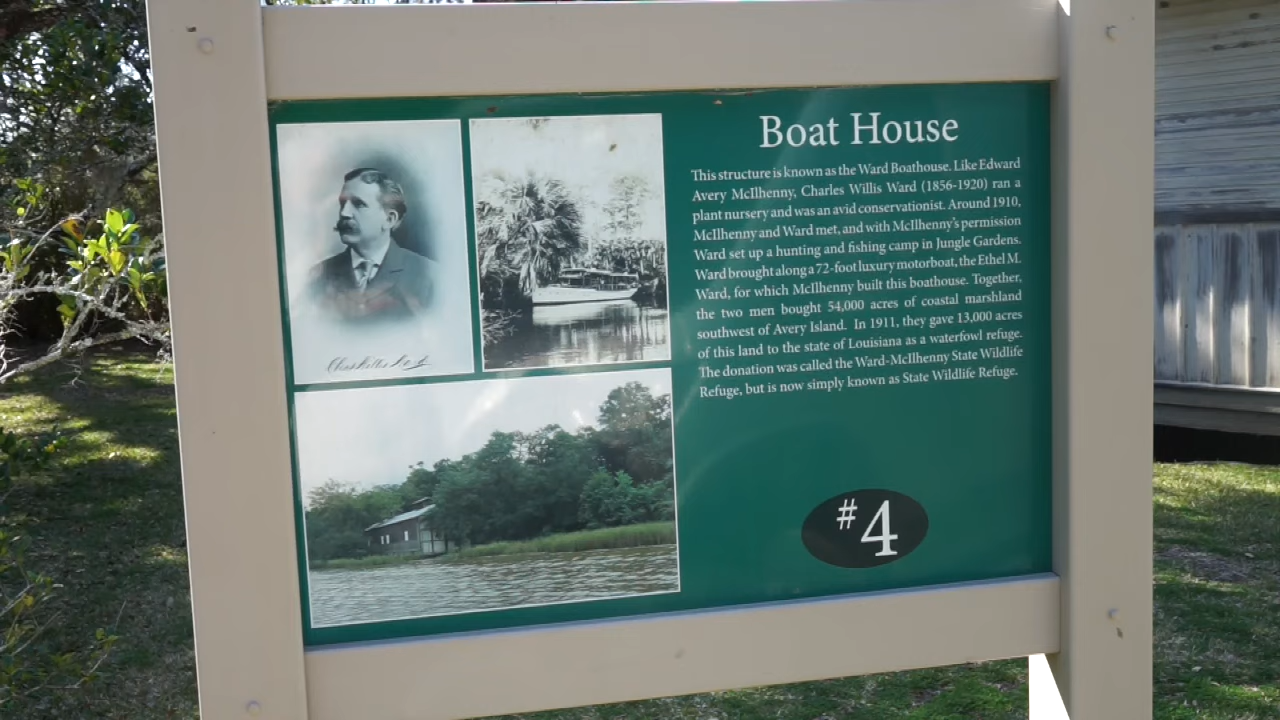 Boat House
This structure is known as the Ward Boathouse. Like Edward
Avery McIlhenny, Charles Willis Ward (1856-1920) ran a
plant nursery and was an avid conservationist. Around 1910,
McIlhenny and Ward met, and with McIlhenny's permission
Ward set up a hunting and fishing camp in Jungle Gardens.
Ward brought along a 72-foot luxury motorboat, the Ethel M.
Ward, for which McIlhenny built this boathouse. Together,
the two men bought 54,000 acres of coastal marshland
southwest of Avery Island. In 1911, they gave 13,000 acres
of this land to the state of Louisiana as a waterfowl refuge.
The donation was called the Ward-McIlhenny State Wildlife
Refuge, but is now simply known as State Wildlife Refuge.
#4